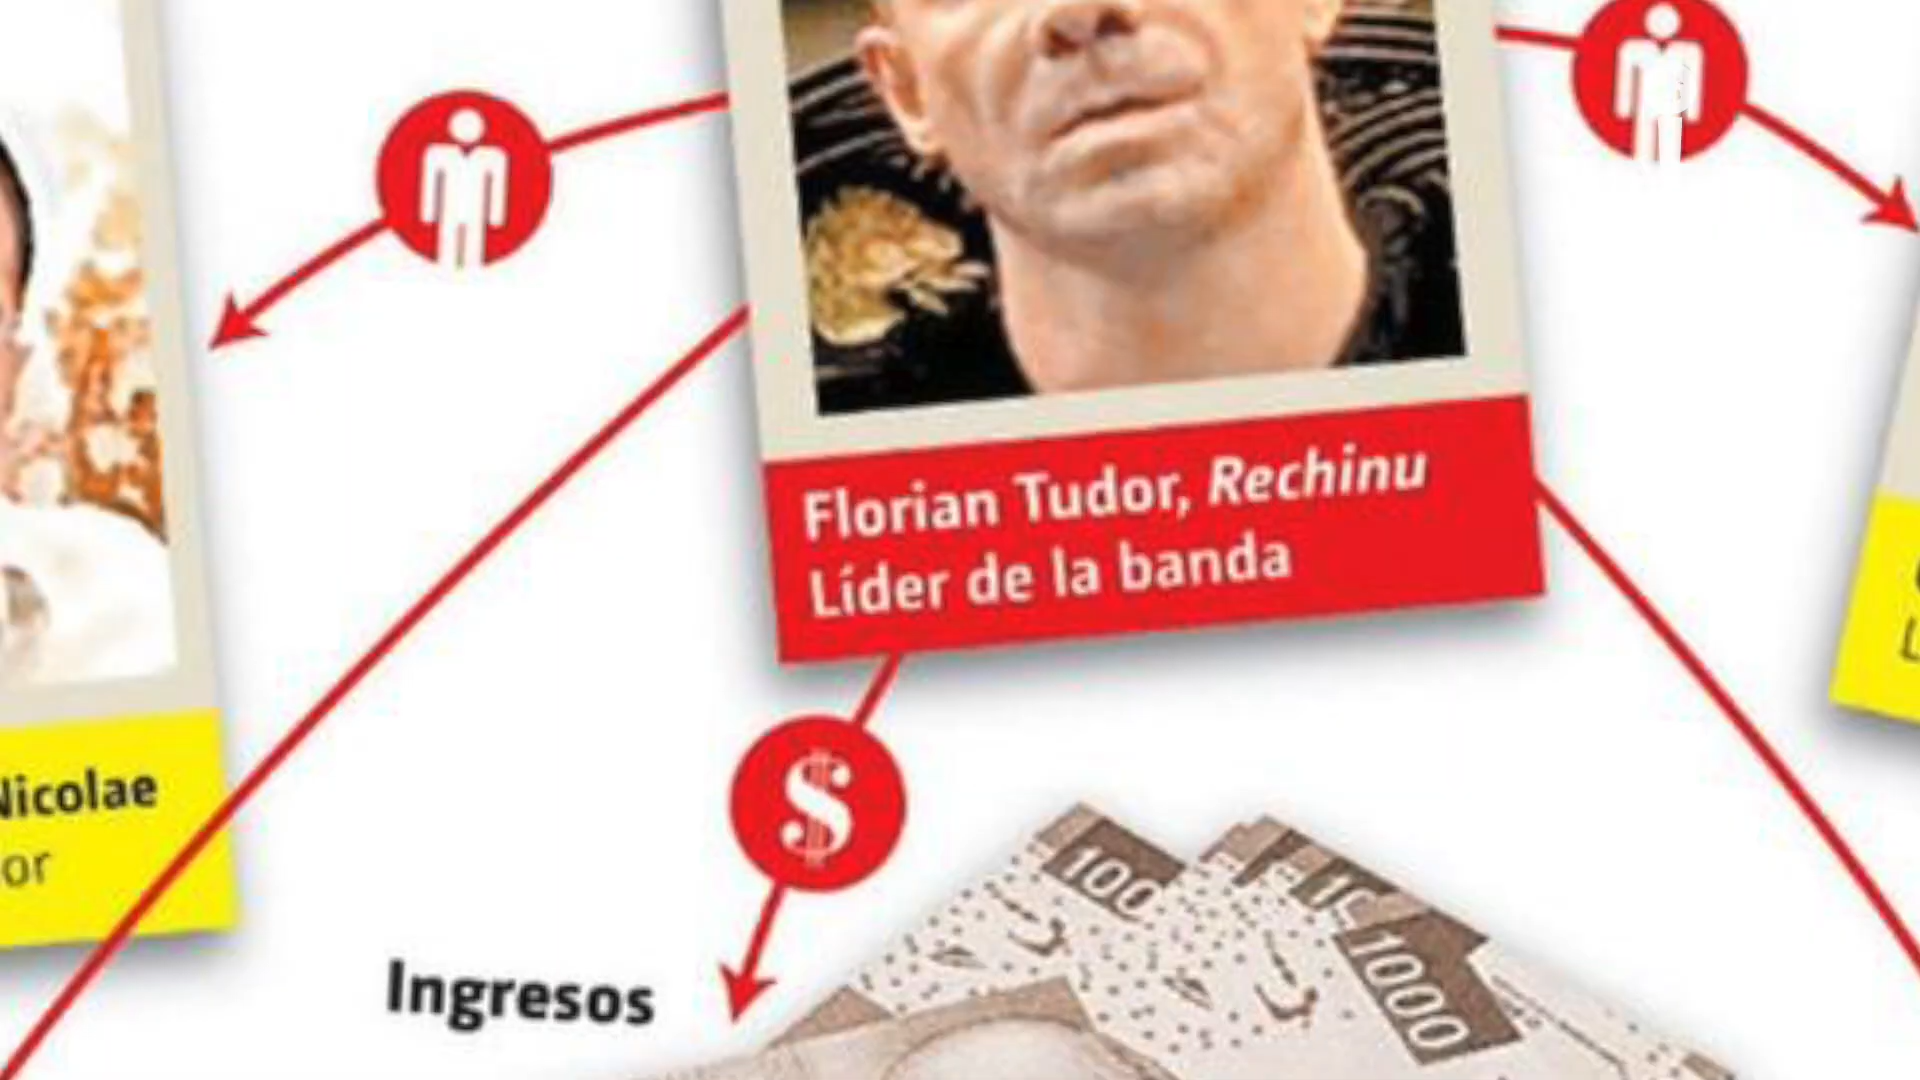 Florian Tudor, Rechinu
Líder de la banda
Nicolae
or
$
Ingresos
100
1000